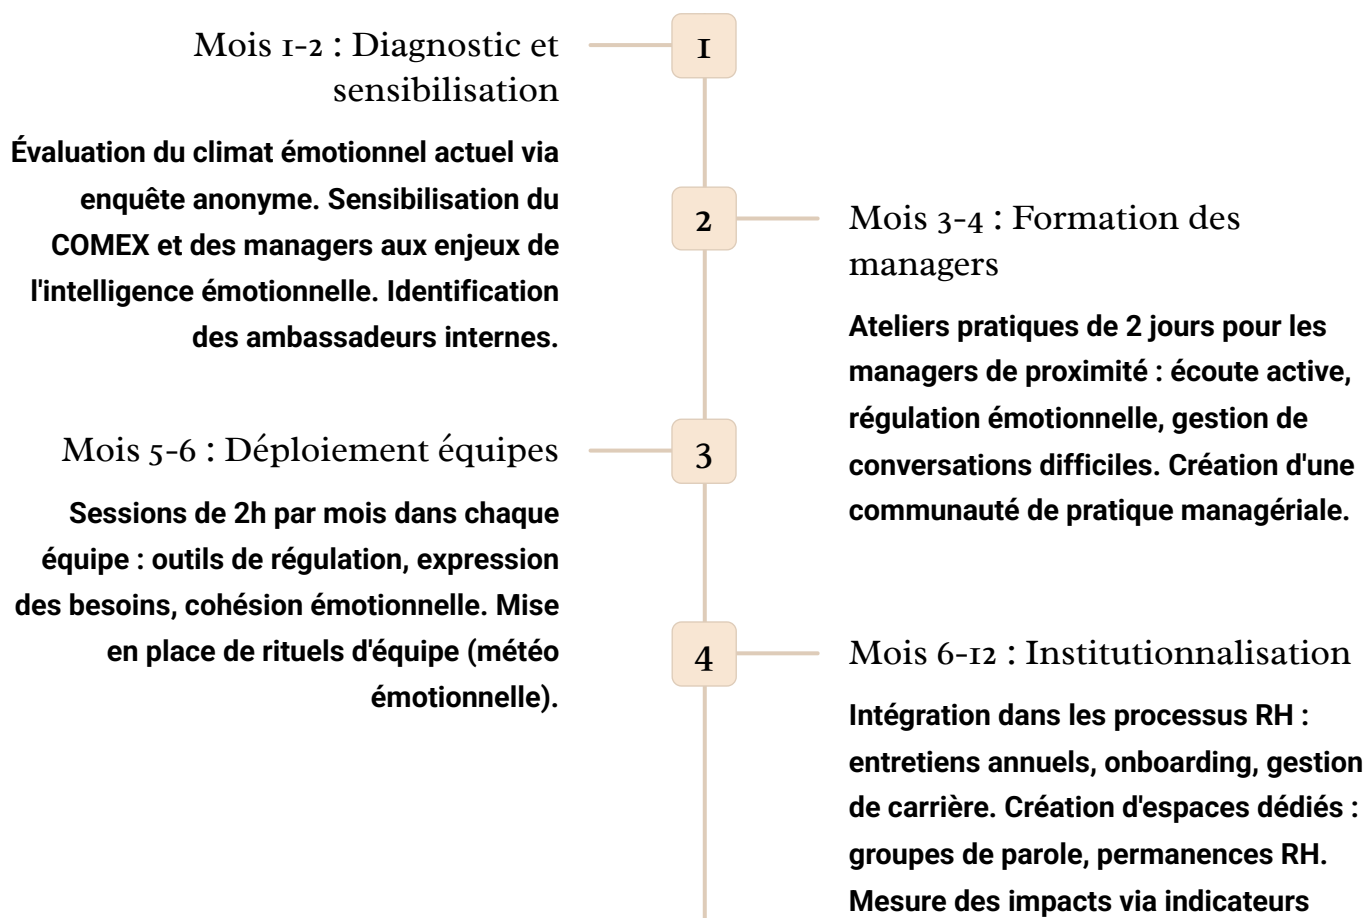 1
Mois 1-2 : Diagnostic et
sensibilisation
Évaluation du climat émotionnel actuel via
enquête anonyme. Sensibilisation du
COMEX et des managers aux enjeux de
l'intelligence émotionnelle. Identification
des ambassadeurs internes.
2
Mois 3-4 : Formation des
managers
Ateliers pratiques de 2 jours pour les
managers de proximité : écoute active,
régulation émotionnelle, gestion de
conversations difficiles. Création d'une
communauté de pratique managériale.
3
Mois 5-6 : Déploiement équipes
Sessions de 2h par mois dans chaque
équipe : outils de régulation, expression
des besoins, cohésion émotionnelle. Mise
en place de rituels d'équipe (météo
émotionnelle).
4
Mois 6-12 : Institutionnalisation
Intégration dans les processus RH :
entretiens annuels, onboarding, gestion
de carrière. Création d'espaces dédiés :
groupes de parole, permanences RH.
Mesure des impacts via indicateurs